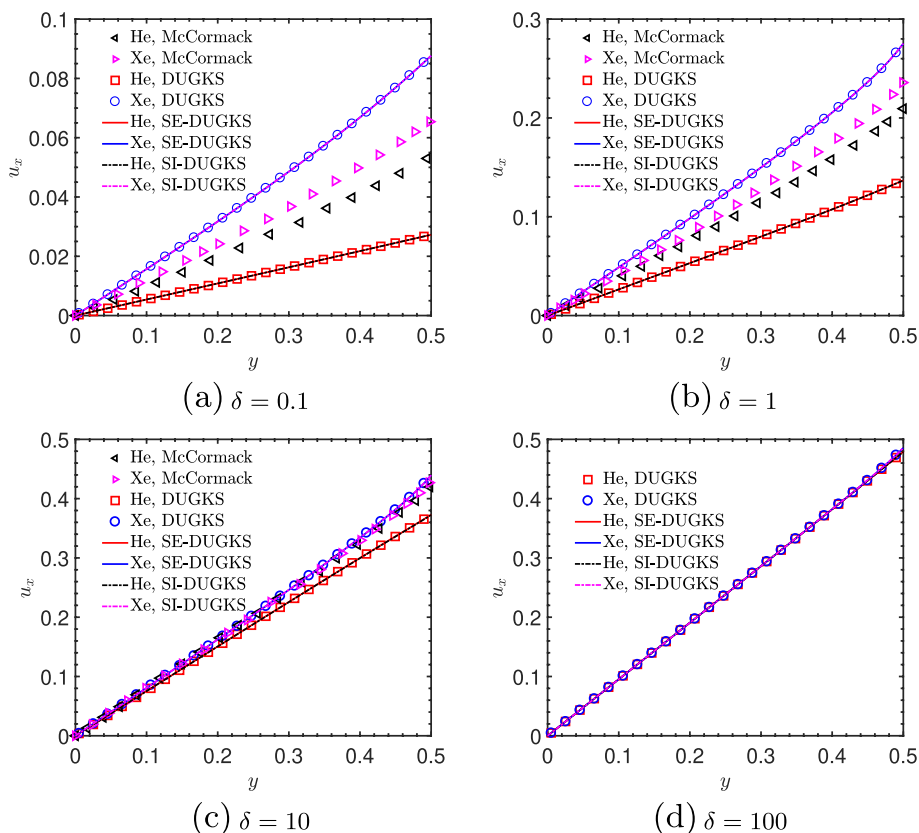 0.1
0.08
0.06
0.04
0.02
0
u_x
He, McCormack
Xe, McCormack
He, DUGKS
Xe, DUGKS
He, SE-DUGKS
Xe, SE-DUGKS
He, SI-DUGKS
Xe, SI-DUGKS
0 0.1 0.2 0.3 0.4 0.5
y
(a) δ = 0.1
0.3
0.2
0.1
0
u_x
He, McCormack
Xe, McCormack
He, DUGKS
Xe, DUGKS
He, SE-DUGKS
Xe, SE-DUGKS
He, SI-DUGKS
Xe, SI-DUGKS
0 0.1 0.2 0.3 0.4 0.5
y
(b) δ = 1
0.5
0.4
0.3
0.2
0.1
0
u_x
He, McCormack
Xe, McCormack
He, DUGKS
Xe, DUGKS
He, SE-DUGKS
Xe, SE-DUGKS
He, SI-DUGKS
Xe, SI-DUGKS
0 0.1 0.2 0.3 0.4 0.5
y
(c) δ = 10
0.5
0.4
0.3
0.2
0.1
0
u_x
He, DUGKS
Xe, DUGKS
He, SE-DUGKS
Xe, SE-DUGKS
He, SI-DUGKS
Xe, SI-DUGKS
0 0.1 0.2 0.3 0.4 0.5
y
(d) δ = 100